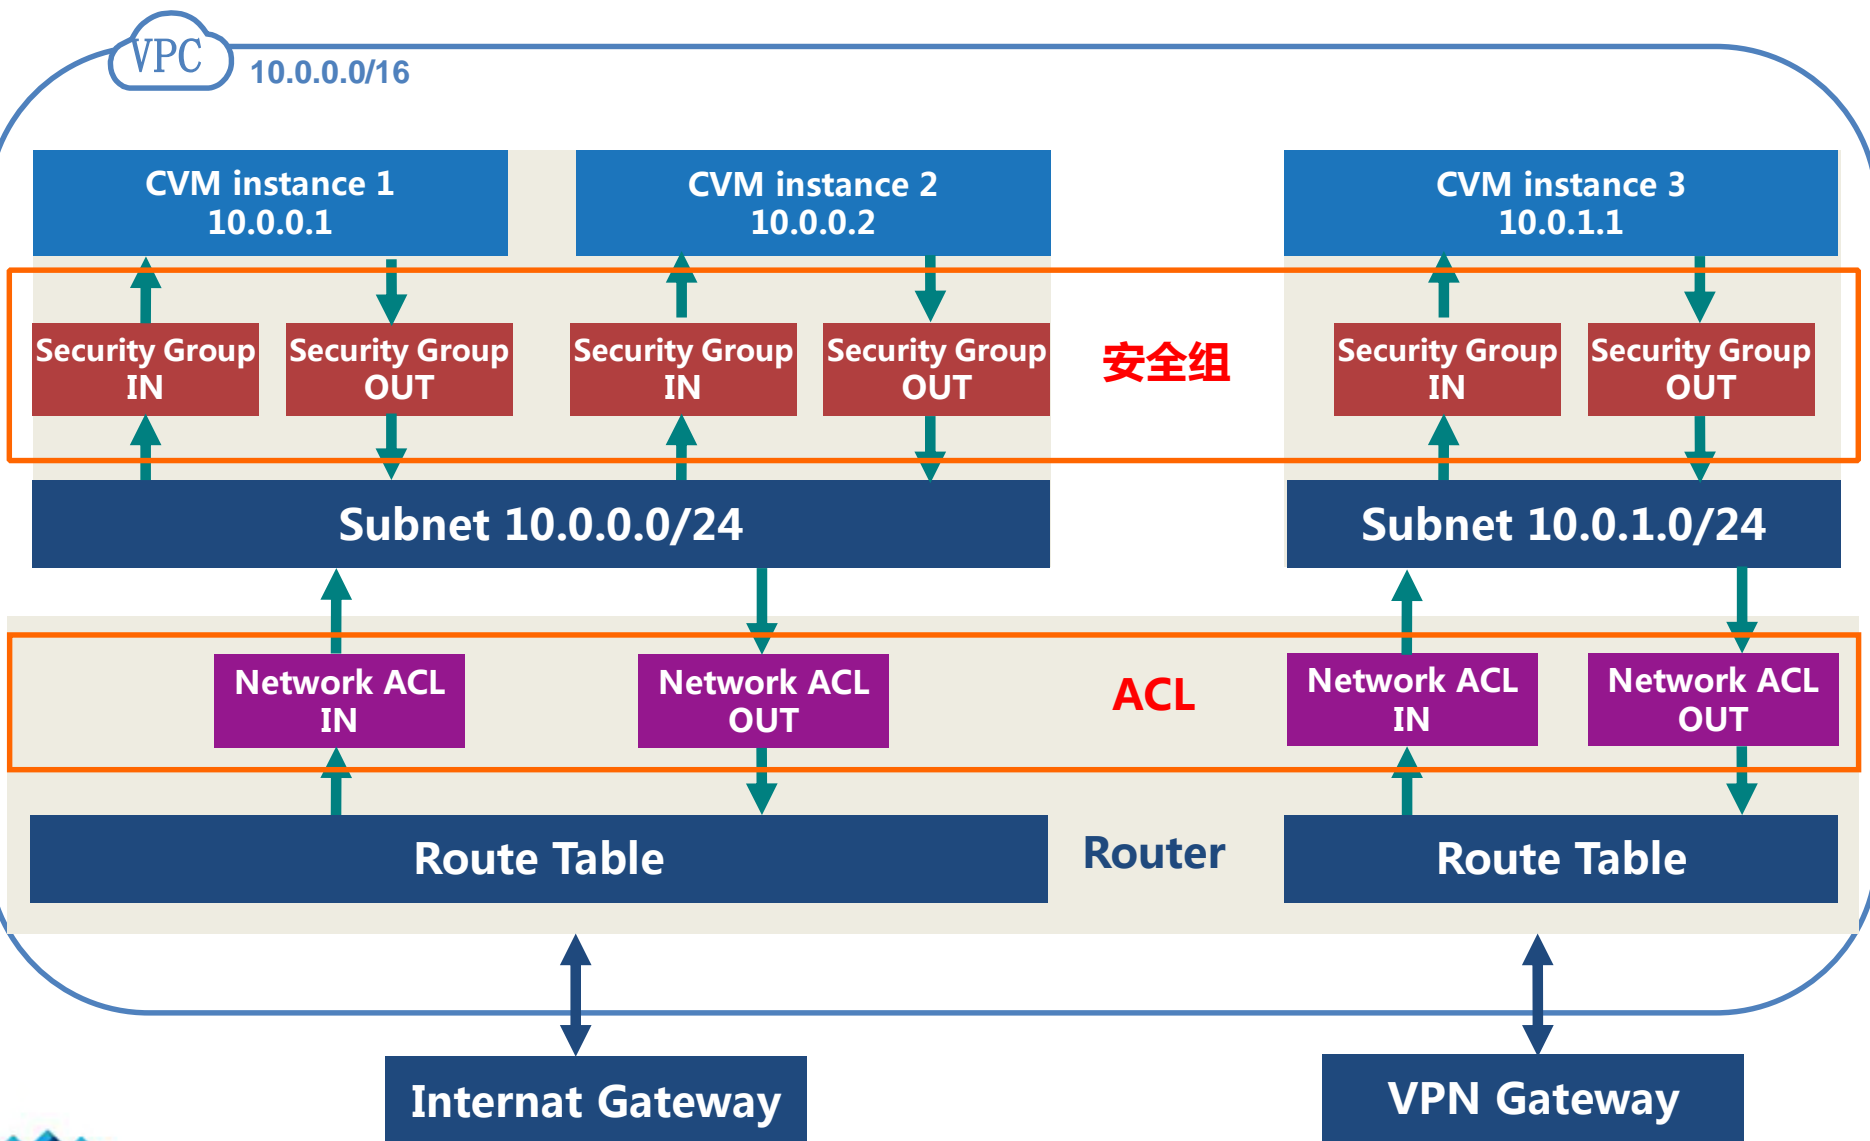 VPC
10.0.0.0/16
CVM instance 1
10.0.0.1
CVM instance 2
10.0.0.2
CVM instance 3
10.0.1.1
Security Group
IN
Security Group
OUT
Security Group
IN
Security Group
OUT
安全组
Security Group
IN
Security Group
OUT
Subnet 10.0.0.0/24
Subnet 10.0.1.0/24
Network ACL
IN
Network ACL
OUT
ACL
Network ACL
IN
Network ACL
OUT
Route Table
Router
Route Table
Internat Gateway
VPN Gateway